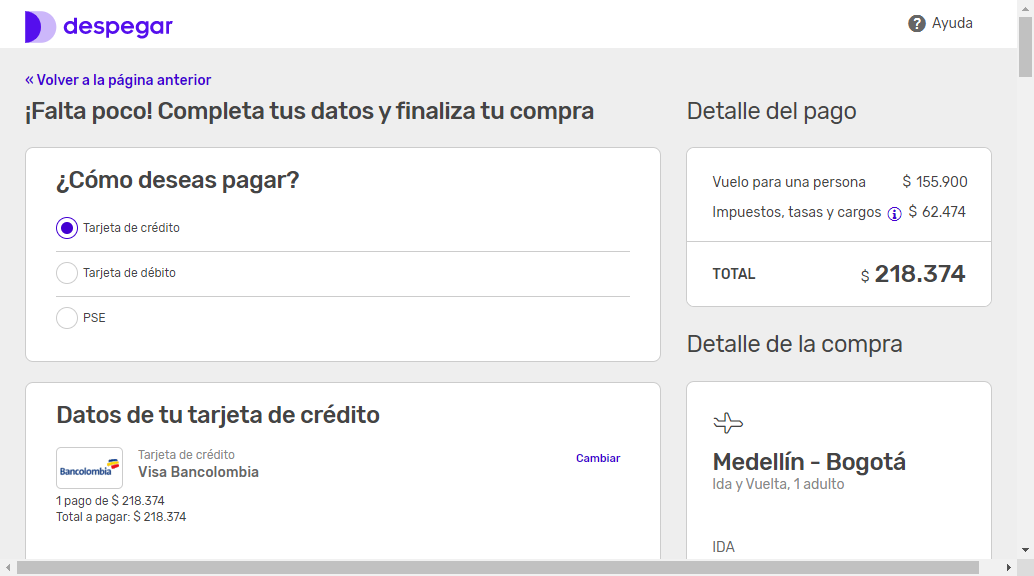 despegar
Ayuda
« Volver a la página anterior
¡Falta poco! Completa tus datos y finaliza tu compra
¿Cómo deseas pagar?
Tarjeta de crédito
Tarjeta de débito
PSE
Datos de tu tarjeta de crédito
Bancolombia
Tarjeta de crédito
Visa Bancolombia
Cambiar
1 pago de $ 218.374
Total a pagar: $ 218.374
Detalle del pago
Vuelo para una persona $ 155.900
Impuestos, tasas y cargos $ 62.474
TOTAL $ 218.374
Detalle de la compra
Medellín - Bogotá
Ida y Vuelta, 1 adulto
IDA